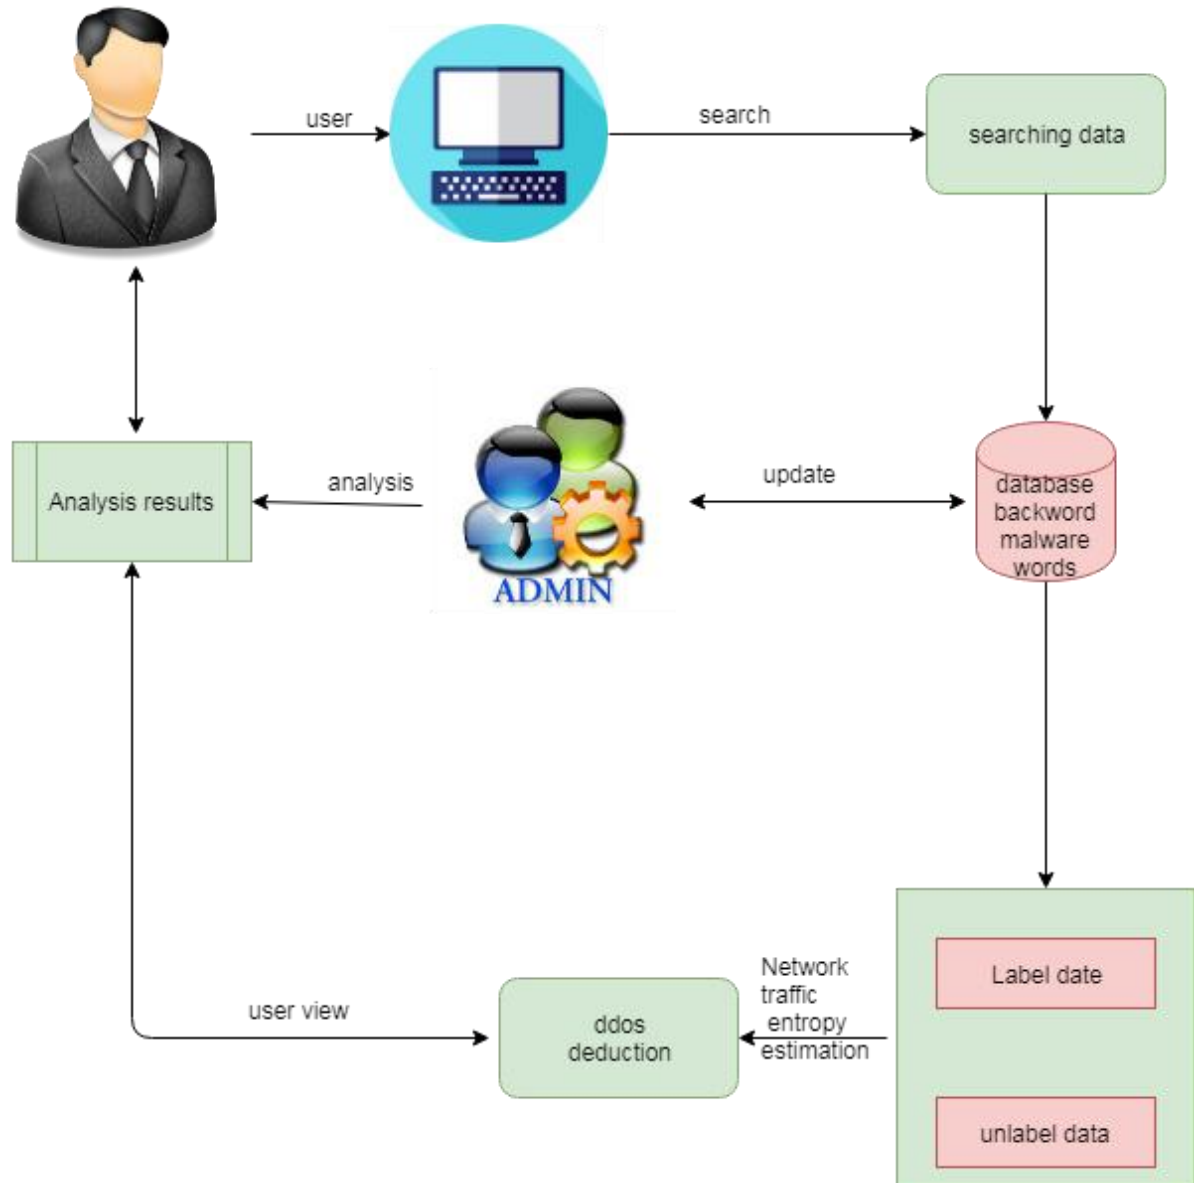 user
search
searching data
analysis
Analysis results
ADMIN
update
database
backword
malware
words
Label date
unlabel data
Network
traffic
entropy
estimation
ddos
deduction
user view